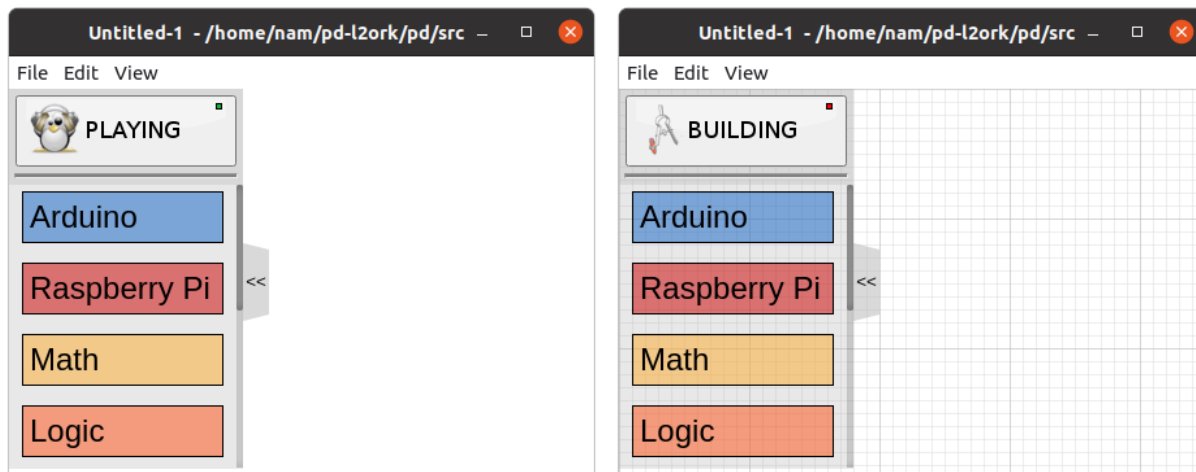 Untitled-1 - /home/nam/pd-l2ork/pd/src
File Edit View
PLAYING
Arduino
Raspberry Pi
<<
Math
Logic
Untitled-1 - /home/nam/pd-l2ork/pd/src
File Edit View
BUILDING
Arduino
Raspberry Pi
<<
Math
Logic